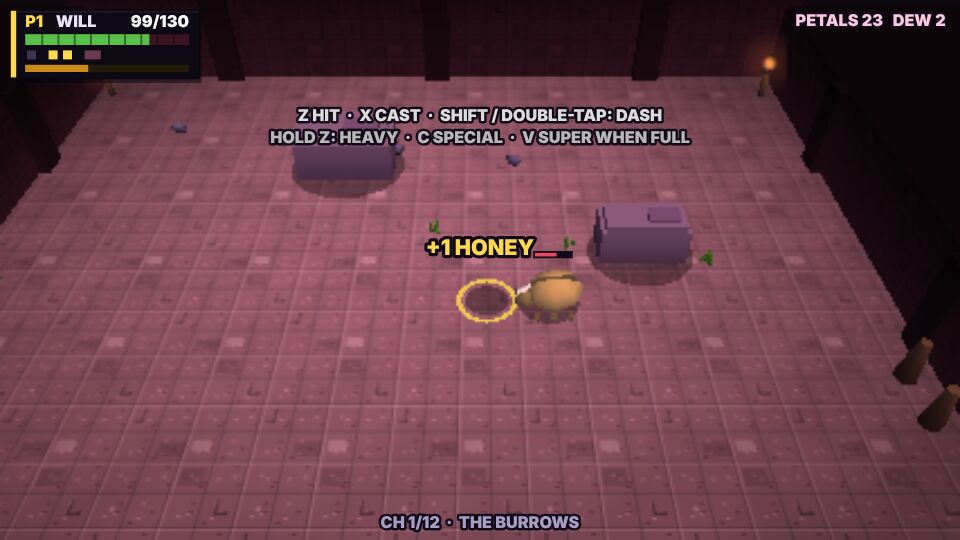 P1 WILL 99/130
PETALS 23 DEW 2
Z HIT · X CAST · SHIFT / DOUBLE-TAP: DASH
HOLD Z: HEAVY · C SPECIAL · V SUPER WHEN FULL
+1 HONEY
CH 1/12 · THE BURROWS